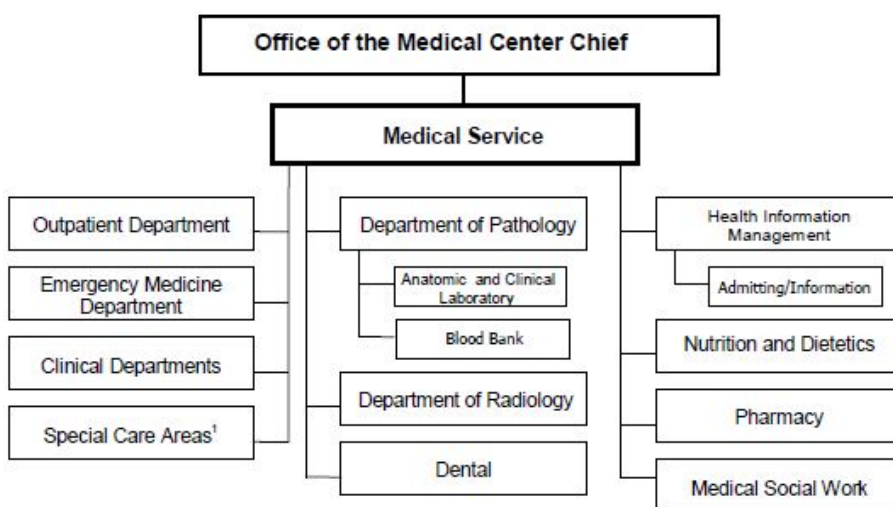 Office of the Medical Center Chief
Medical Service
Outpatient Department
Emergency Medicine
Department
Clinical Departments
Special Care Areas¹
Department of Pathology
Anatomic and Clinical
Laboratory
Blood Bank
Department of Radiology
Dental
Health Information
Management
Admitting/Information
Nutrition and Dietetics
Pharmacy
Medical Social Work